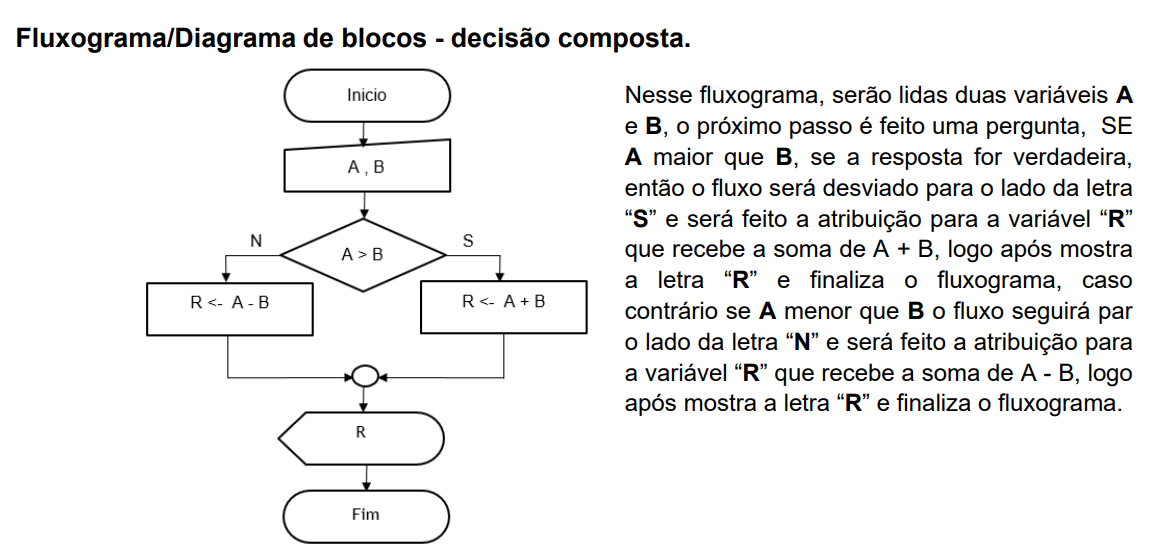 Fluxograma/Diagrama de blocos - decisão composta.
Inicio
A , B
N
A > B
S
R <- A - B
R <- A + B
R
Fim
Nesse fluxograma, serão lidas duas variáveis A
e B, o próximo passo é feito uma pergunta, SE
A maior que B, se a resposta for verdadeira,
então o fluxo será desviado para o lado da letra
“S” e será feito a atribuição para a variável “R”
que recebe a soma de A + B, logo após mostra
a letra “R” e finaliza o fluxograma, caso
contrário se A menor que B o fluxo seguirá par
o lado da letra “N” e será feito a atribuição para
a variável “R” que recebe a soma de A - B, logo
após mostra a letra “R” e finaliza o fluxograma.